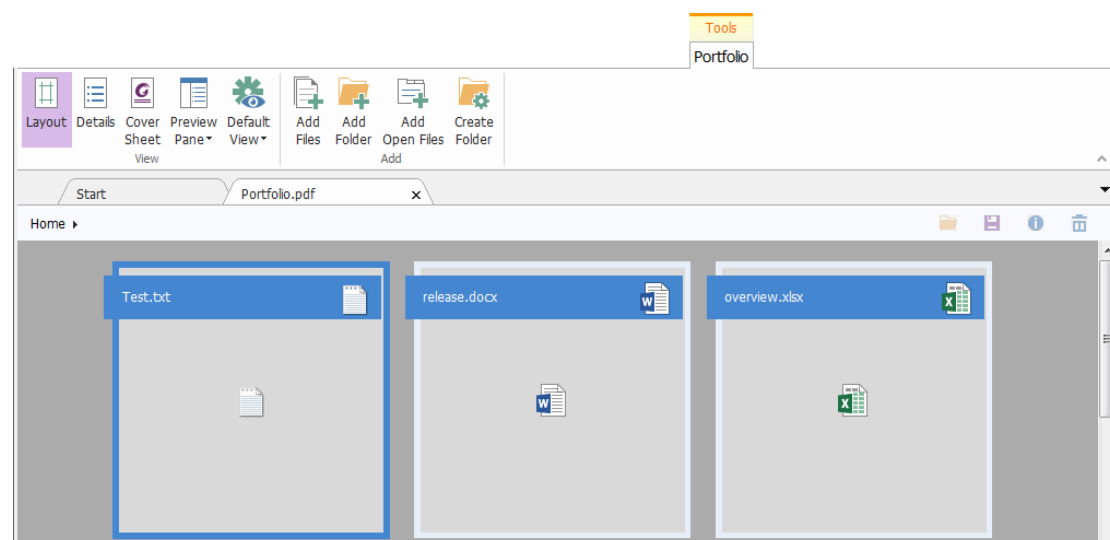 Tools
Portfolio
Layout Details Cover Preview Default Add Add Add Create
Sheet Pane View Files Folder Open Files Folder
View Add
Start Portfolio.pdf x
Home
Test.txt release.docx overview.xlsx